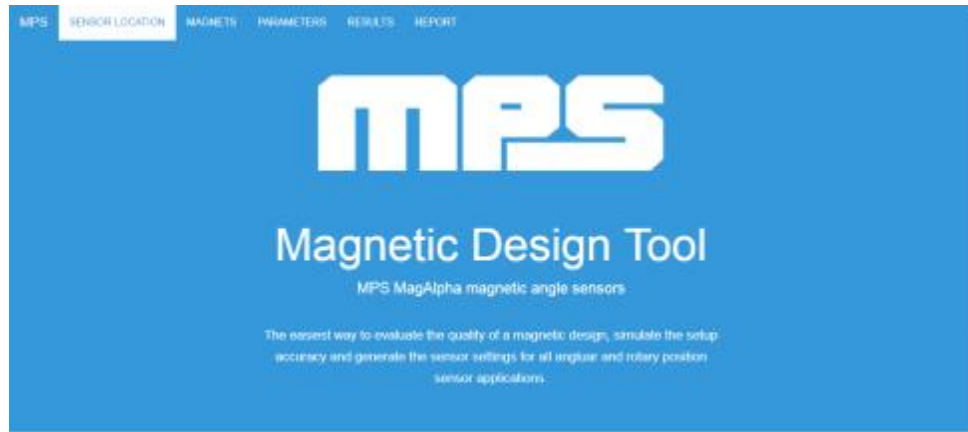 MPS SENSOR LOCATION MAGNETS PARAMETERS RESULTS REPORT
mps
Magnetic Design Tool
MPS MagAlpha magnetic angle sensors
The easiest way to evaluate the quality of a magnetic design, simulate the setup
accuracy and generate the sensor settings for all angluar and rotary position
sensor applications.